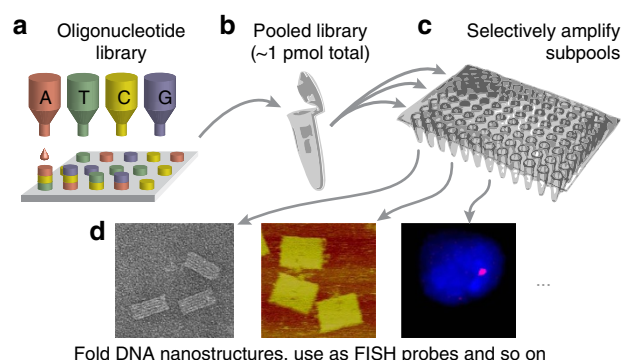 a
Oligonucleotide
library
A T C G
b
Pooled library
(~1 pmol total)
c
Selectively amplify
subpools
d
...
Fold DNA nanostructures, use as FISH probes and so on